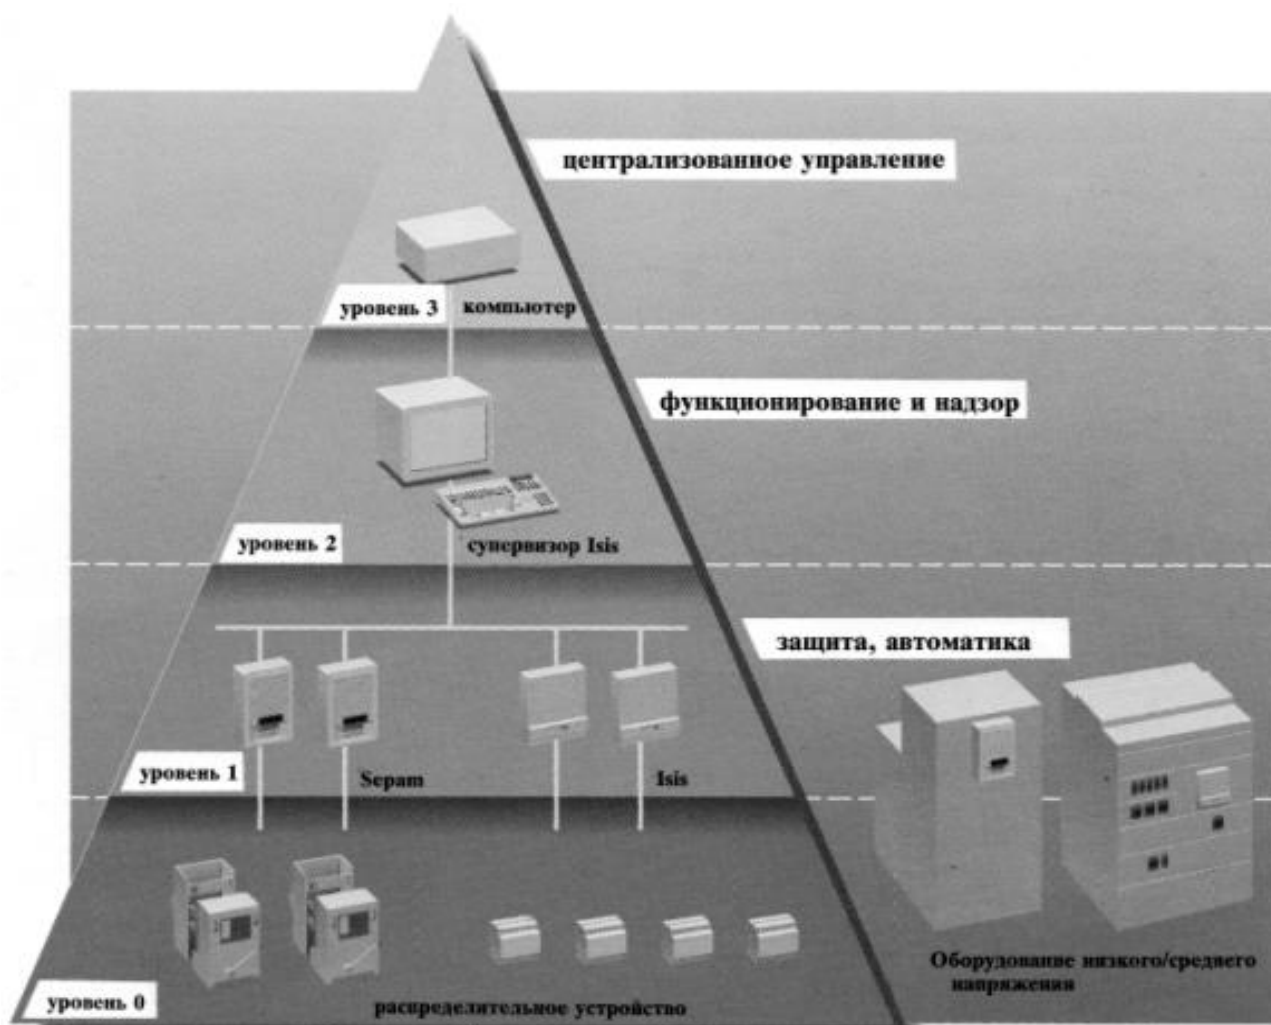 централизованное управление
уровень 3
компьютер
функционирование и надзор
уровень 2
супервизор Isis
защита, автоматика
уровень 1
Sepam
Isis
Оборудование низкого/среднего
напряжения
уровень 0
распределительное устройство